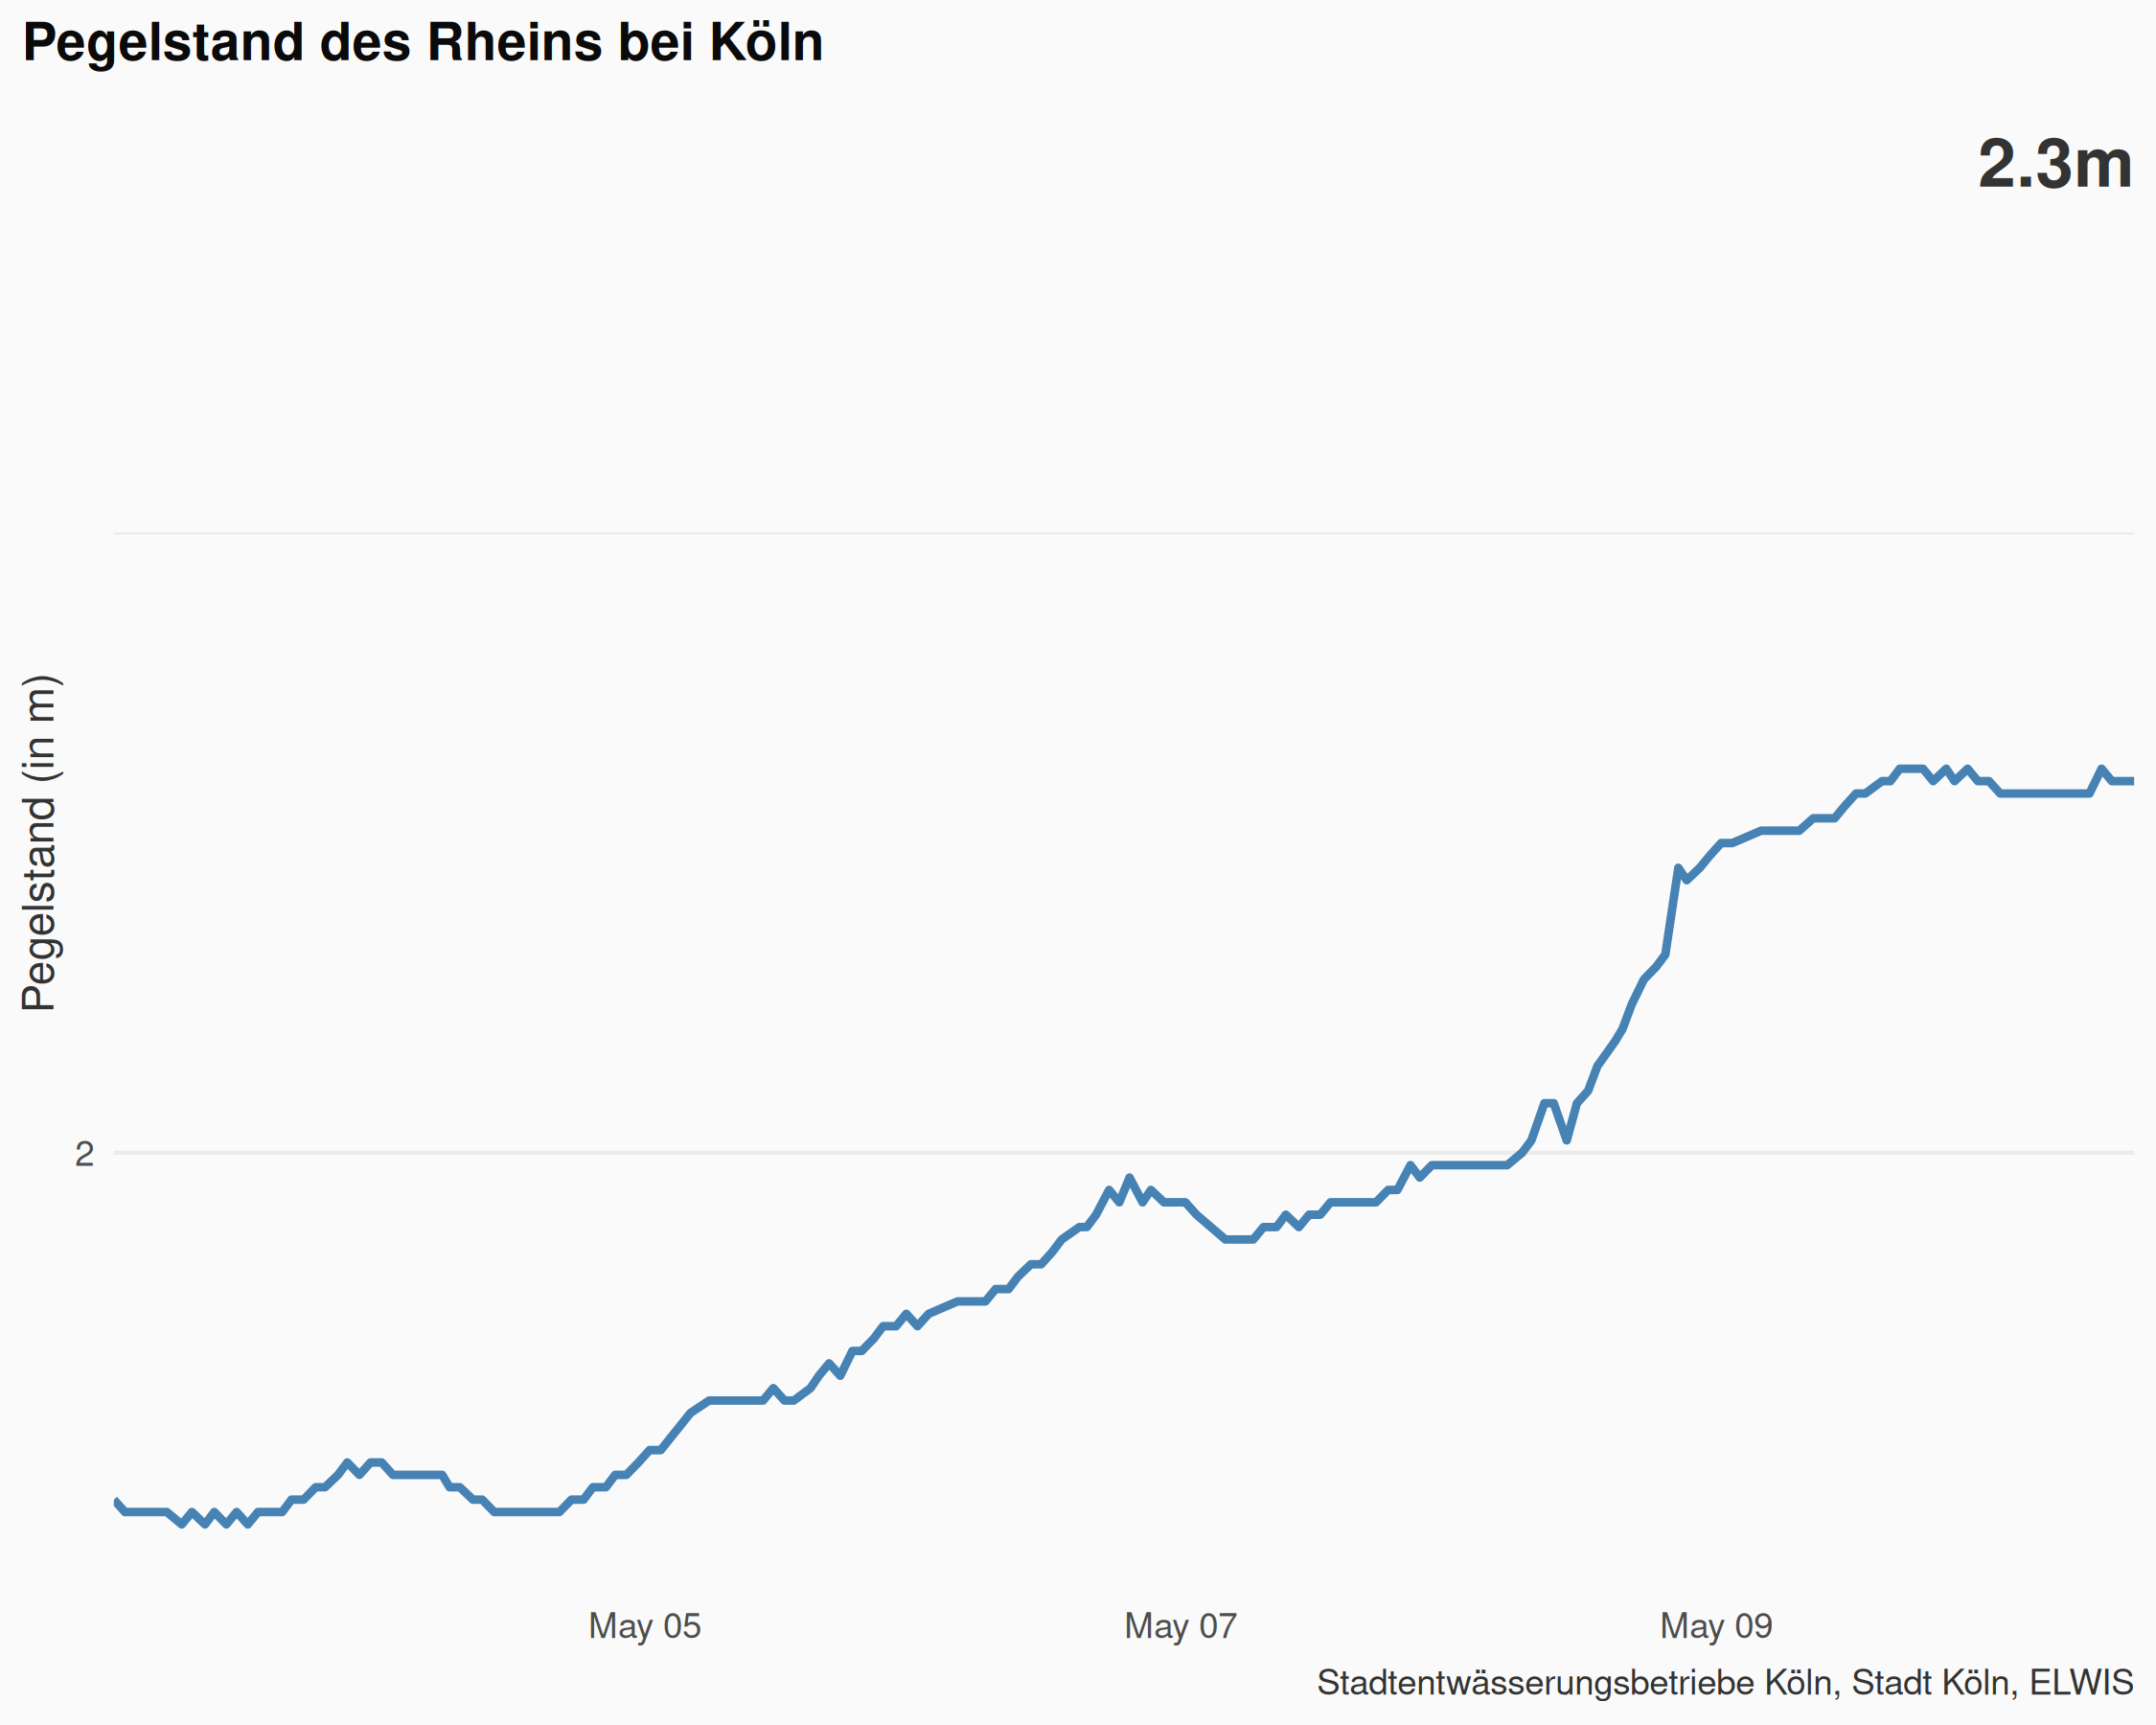 Pegelstand des Rheins bei Köln
2.3m
Pegelstand (in m)
2
May 05
May 07
May 09
Stadtentwässerungsbetriebe Köln, Stadt Köln, ELWIS